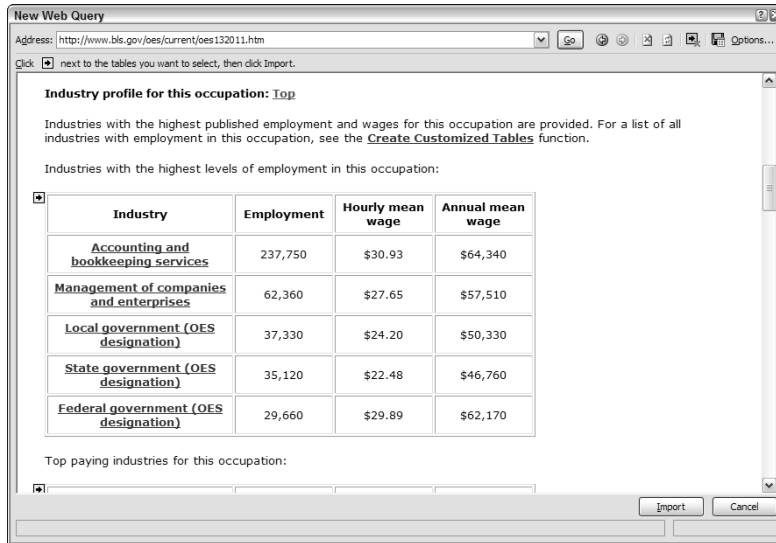 New Web Query
Address: http://www.bls.gov/oes/current/oes132011.htm Go Options...
Click next to the tables you want to select, then click Import.
Industry profile for this occupation: Top
Industries with the highest published employment and wages for this occupation are provided. For a list of all
industries with employment in this occupation, see the Create Customized Tables function.
Industries with the highest levels of employment in this occupation:
Industry Employment Hourly mean wage Annual mean wage
Accounting and bookkeeping services 237,750 $30.93 $64,340
Management of companies and enterprises 62,360 $27.65 $57,510
Local government (OES designation) 37,330 $24.20 $50,330
State government (OES designation) 35,120 $22.48 $46,760
Federal government (OES designation) 29,660 $29.89 $62,170
Top paying industries for this occupation:
Import Cancel